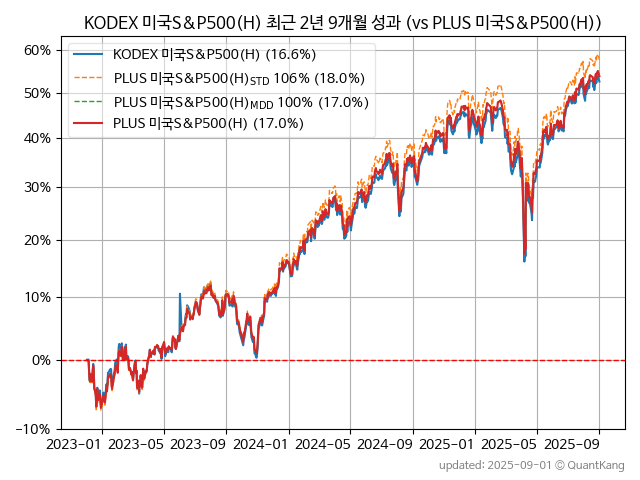 KODEX 미국S&P500(H) 최근 2년 9개월 성과 (vs PLUS 미국S&P500(H))
KODEX 미국S&P500(H) (16.6%)
PLUS 미국S&P500(H)STD 106% (18.0%)
PLUS 미국S&P500(H)MDD 100% (17.0%)
PLUS 미국S&P500(H) (17.0%)
60%
50%
40%
30%
20%
10%
0%
-10%
2023-01 2023-05 2023-09 2024-01 2024-05 2024-09 2025-01 2025-05 2025-09
updated: 2025-09-01 © QuantKang